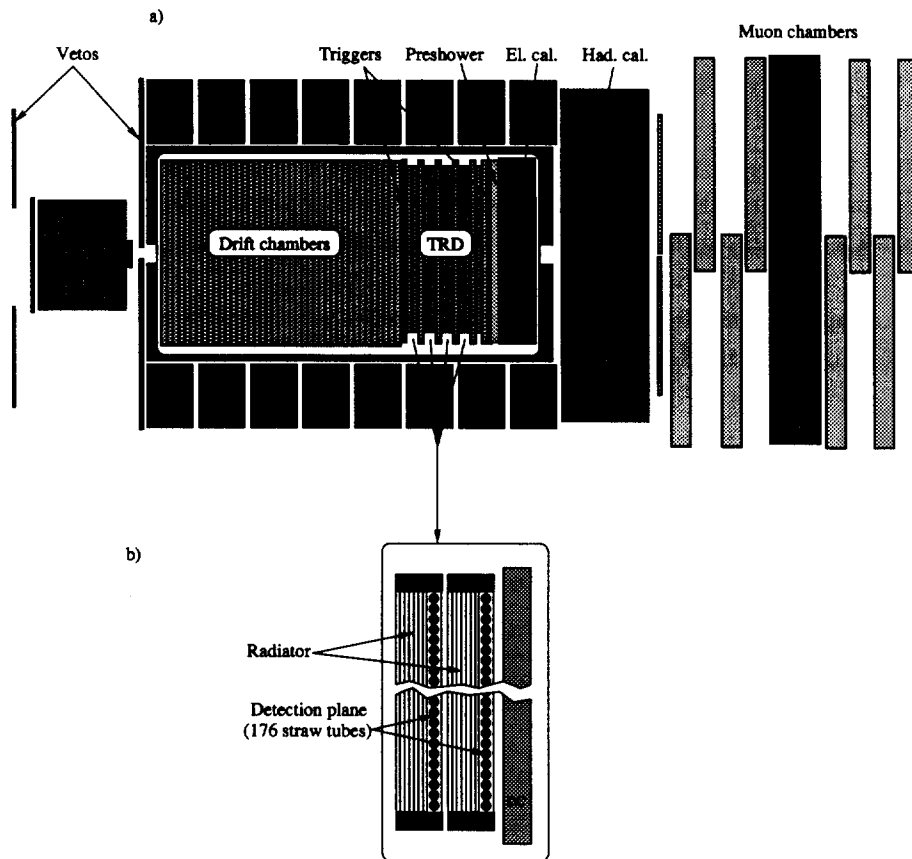 a)
Muon chambers
Vetos
Triggers Preshower El. cal. Had. cal.
Drift chambers
TRD
b)
Radiator
Detection plane
(176 straw tubes)